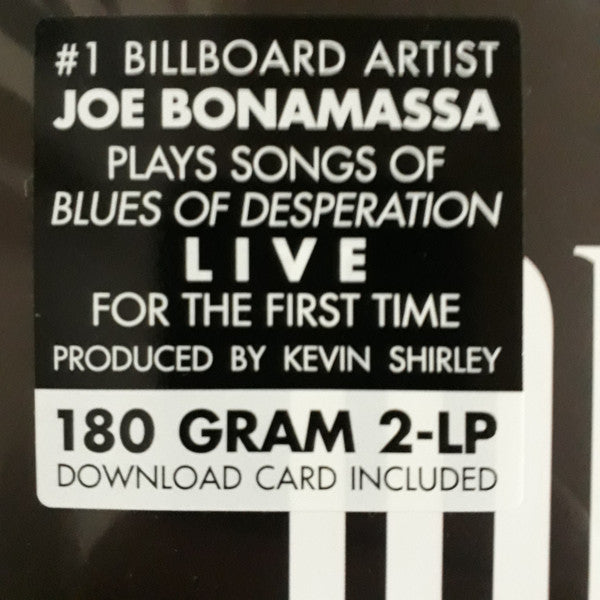 #1 BILLBOARD ARTIST
JOE BONAMASSA
PLAYS SONGS OF
BLUES OF DESPERATION
LIVE
FOR THE FIRST TIME
PRODUCED BY KEVIN SHIRLEY
180 GRAM 2-LP
DOWNLOAD CARD INCLUDED